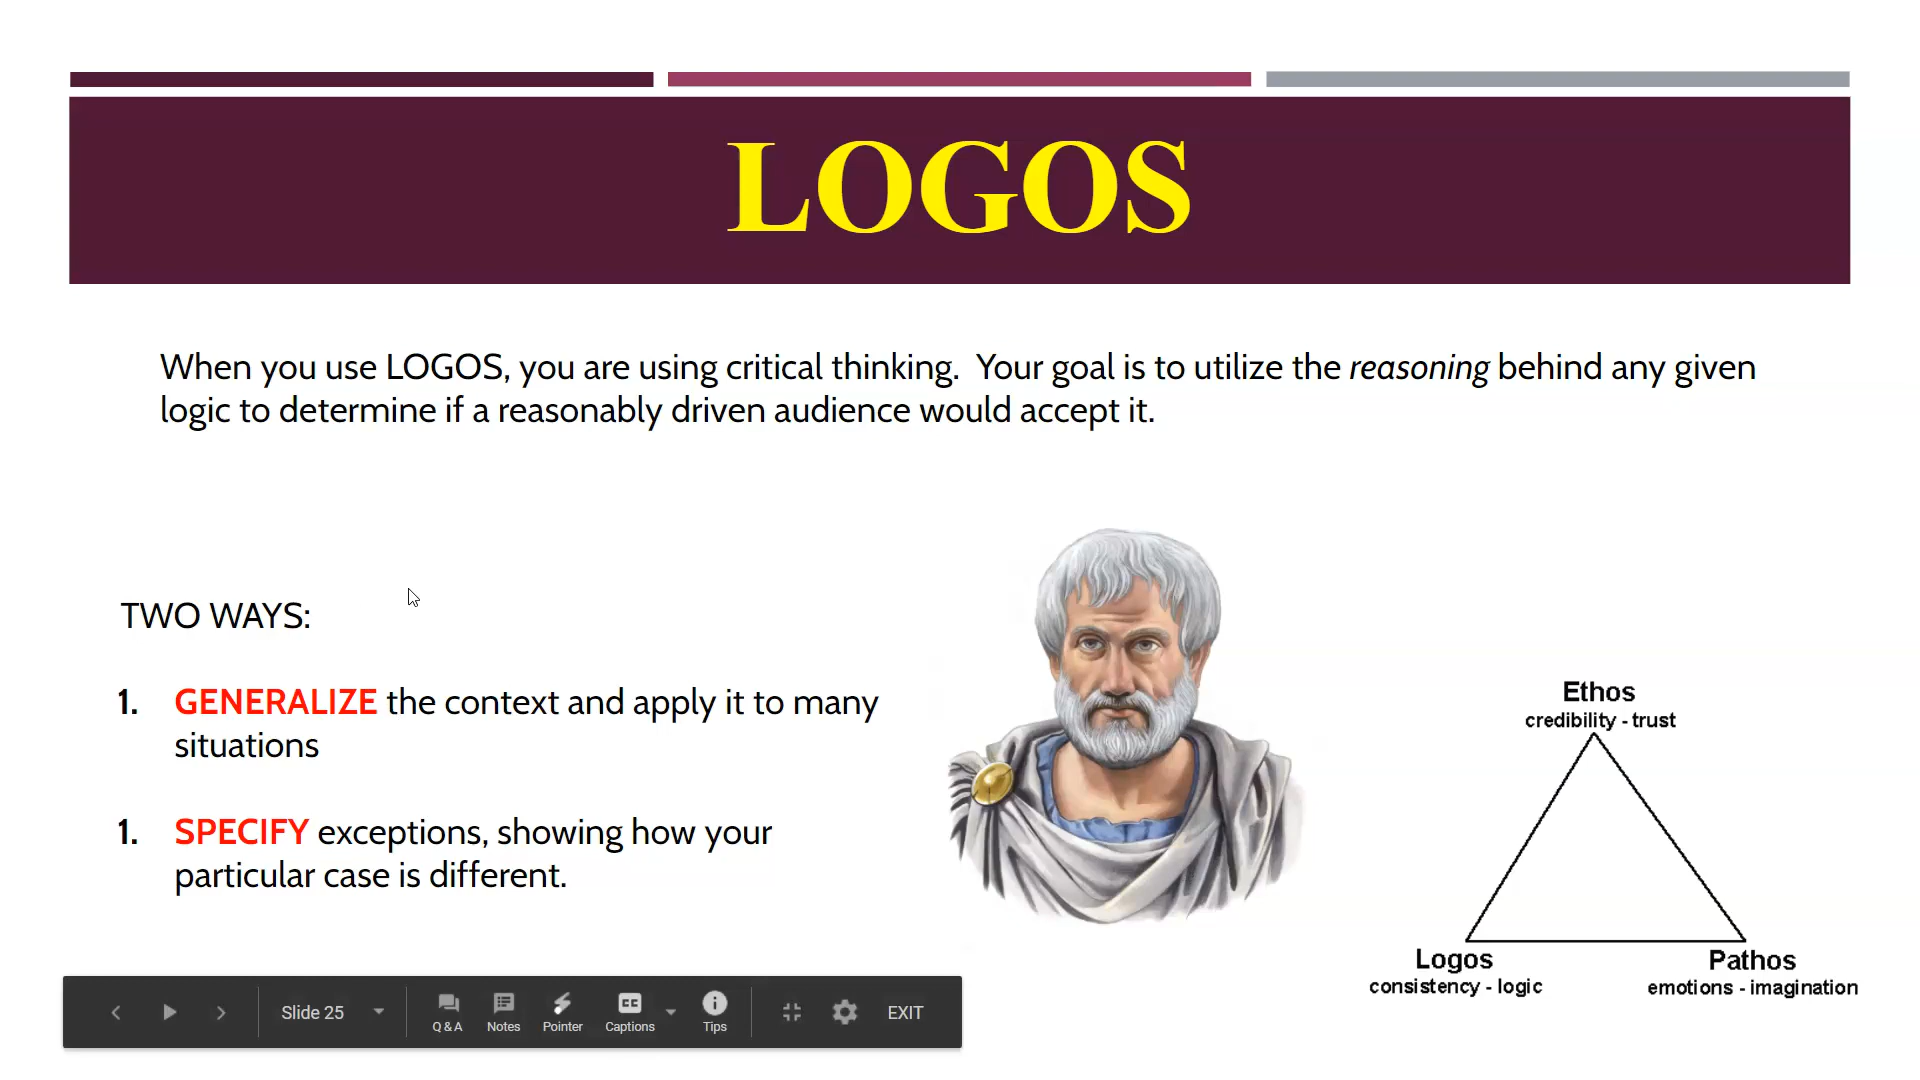 LOGOS
When you use LOGOS, you are using critical thinking.  Your goal is to utilize the reasoning behind any given
logic to determine if a reasonably driven audience would accept it.
TWO WAYS:
1. GENERALIZE the context and apply it to many
situations
1. SPECIFY exceptions, showing how your
particular case is different.
Ethos
credibility - trust
Logos
consistency - logic
Pathos
emotions - imagination
Slide 25
Q & A
Notes
Pointer
CC
Captions
Tips
EXIT